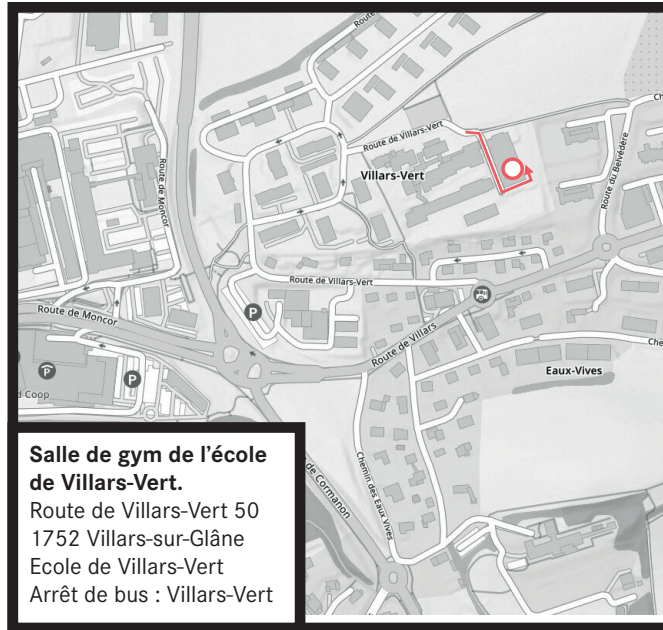 Route
Route de Villars-Vert
Ch
Villars-Vert
Route du Belvédère
Route de Moncor
Route de Villars-Vert
P
Route de Moncor
Route de Villars
P
P
d Coop
Eaux-Vives
Che
Chemin des Eaux Vives
de Cormanon
Salle de gym de l’école
de Villars-Vert.
Route de Villars-Vert 50
1752 Villars-sur-Glâne
Ecole de Villars-Vert
Arrêt de bus : Villars-Vert